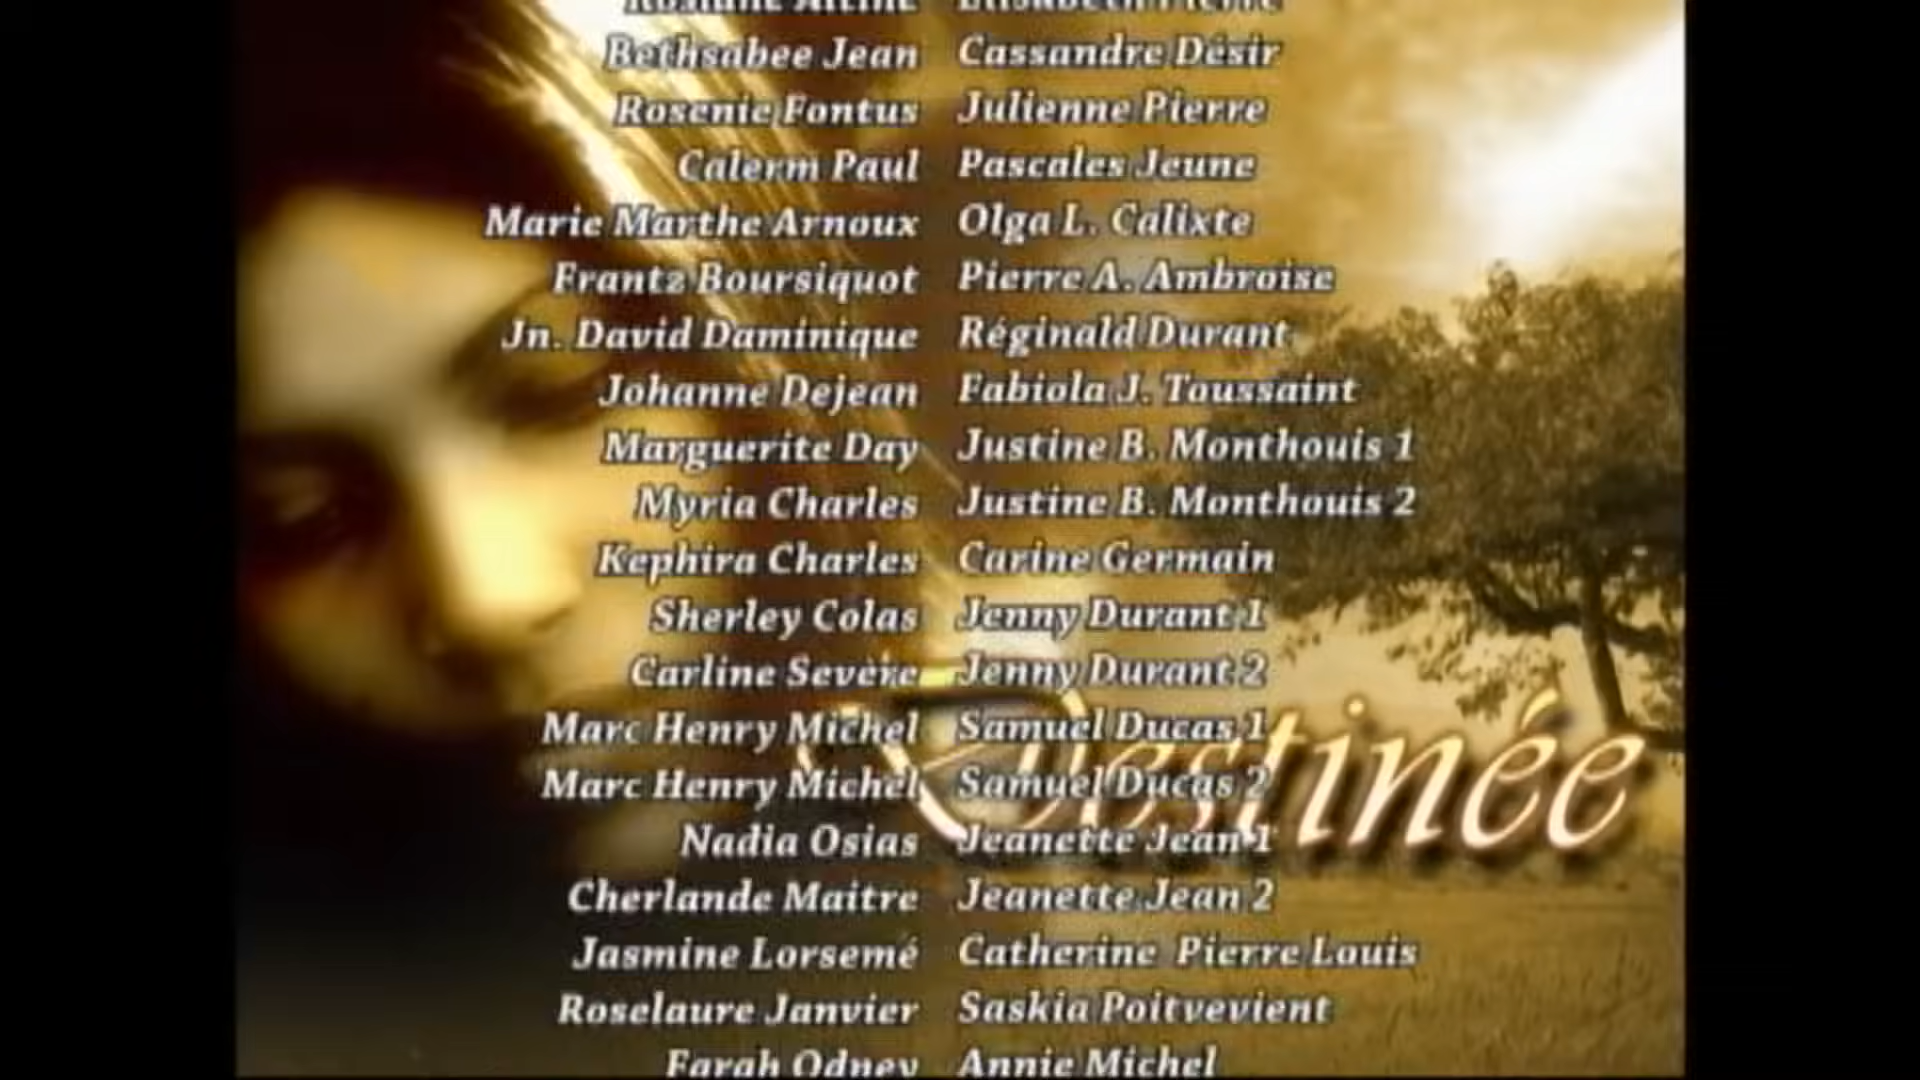 Bethsabee Jean Cassandre Désir
Rosenie Fontus Julienne Pierre
Calerm Paul Pascales Jeune
Marie Marthe Arnoux Olga L. Calixte
Frantz Boursiquot Pierre A. Ambroise
Jn. David Daminique Réginald Durant
Johanne Dejean Fabiola J. Toussaint
Marguerite Day Justine B. Monthouis 1
Myria Charles Justine B. Monthouis 2
Kephira Charles Carine Germain
Sherley Colas Jenny Durant 1
Carline Sevère Jenny Durant 2
Marc Henry Michel Samuel Ducas 1
Marc Henry Michel Samuel Ducas 2
Destinée
Nadia Osias Jeanette Jean 1
Cherlande Maitre Jeanette Jean 2
Jasmine Lorsemé Catherine Pierre Louis
Roselaure Janvier Saskia Poitvevient
Farah Odney Annie Michel